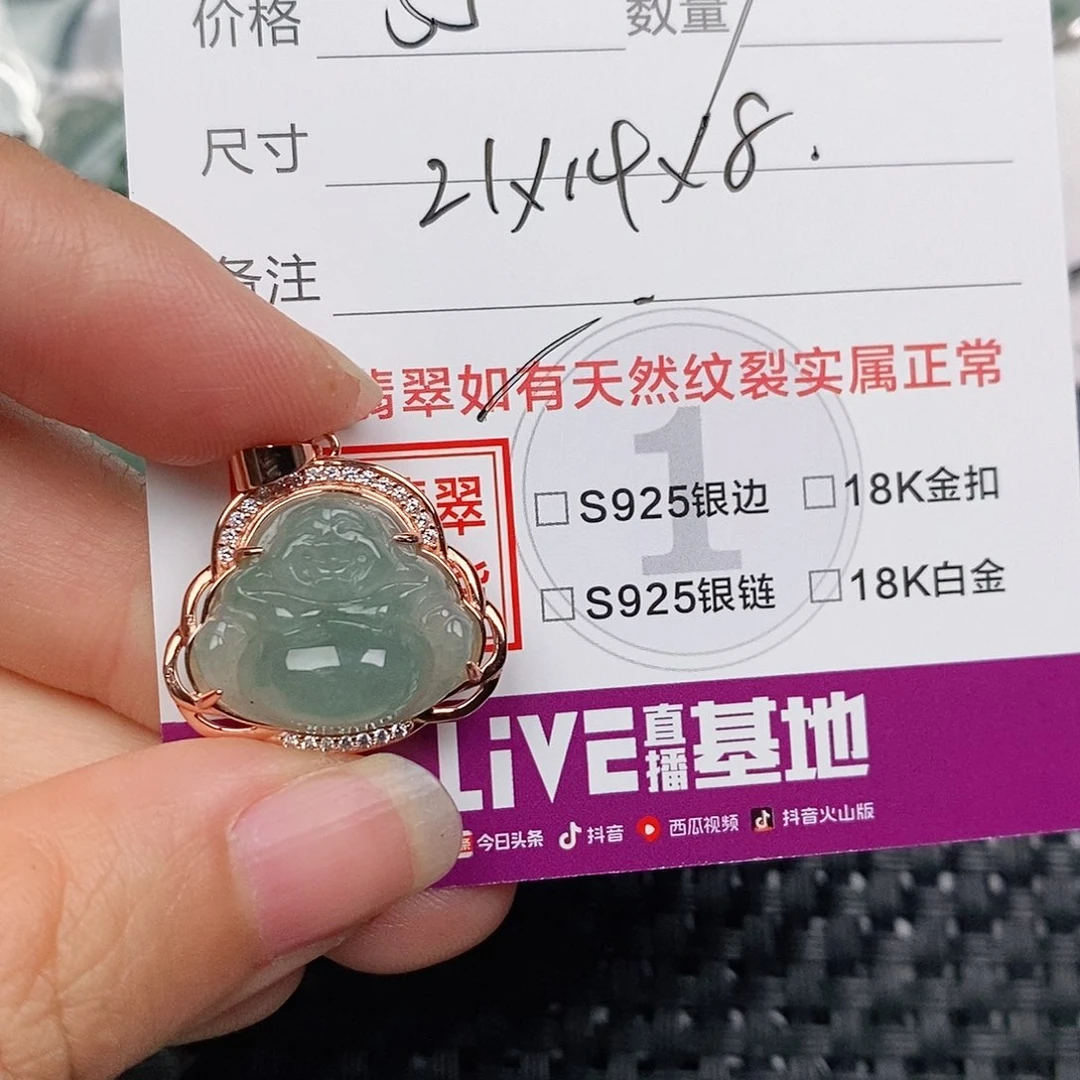 价格 数量
尺寸 21X14X8.
备注
翡翠如有天然纹裂实属正常
翠
S925银边 18K金扣
1
S925银链 18K白金
LiVE直播基地
今日头条 抖音 西瓜视频 抖音火山版